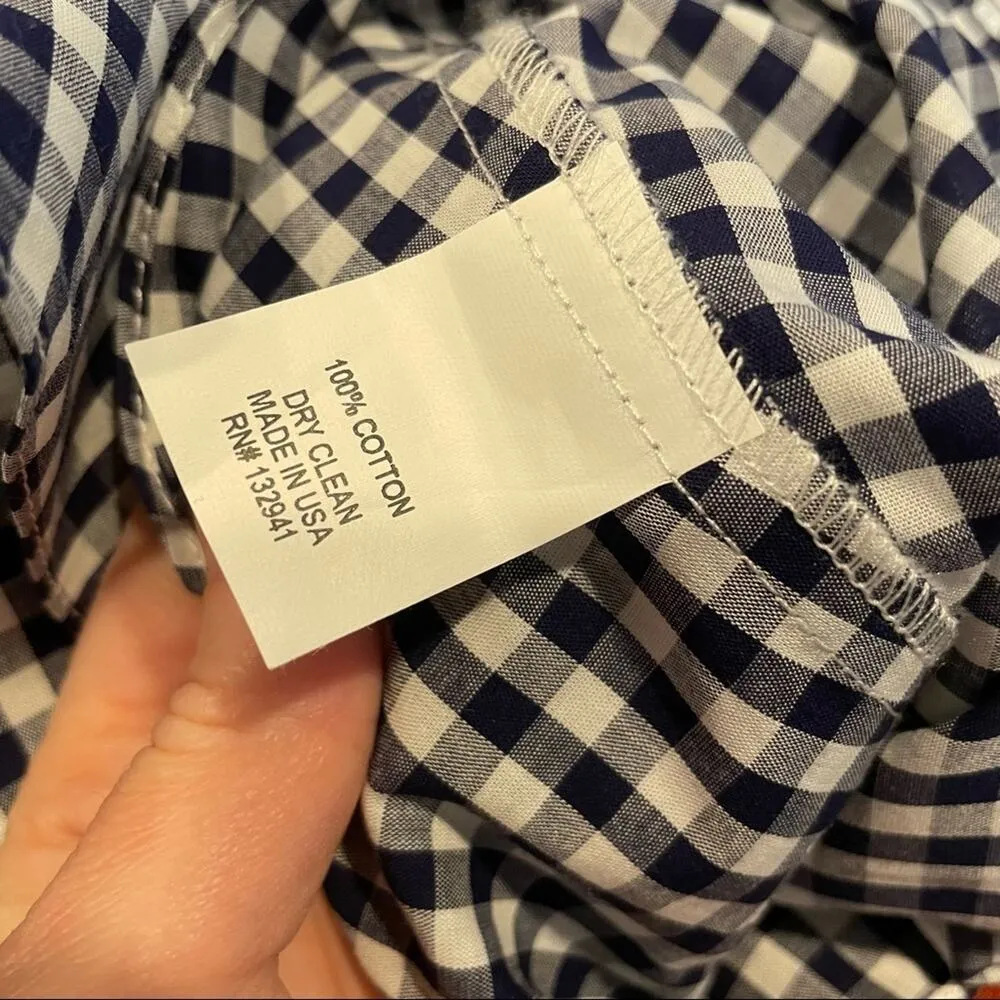 100% COTTON
DRY CLEAN
MADE IN USA
RN# 132941